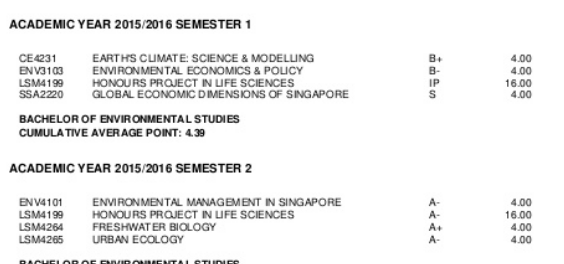 ACADEMIC YEAR 2015/2016 SEMESTER 1
CE4231 EARTH'S CLIMATE: SCIENCE & MODELLING B+ 4.00
ENV3103 ENVIRONMENTAL ECONOMICS & POLICY B- 4.00
LSM4199 HONOURS PROJECT IN LIFE SCIENCES IP 16.00
SSA2220 GLOBAL ECONOMIC DIMENSIONS OF SINGAPORE S 4.00
BACHELOR OF ENVIRONMENTAL STUDIES
CUMULATIVE AVERAGE POINT: 4.39
ACADEMIC YEAR 2015/2016 SEMESTER 2
ENV4101 ENVIRONMENTAL MANAGEMENT IN SINGAPORE A- 4.00
LSM4199 HONOURS PROJECT IN LIFE SCIENCES A- 16.00
LSM4264 FRESHWATER BIOLOGY A+ 4.00
LSM4265 URBAN ECOLOGY A- 4.00
BACHELOR OF ENVIRONMENTAL STUDIES